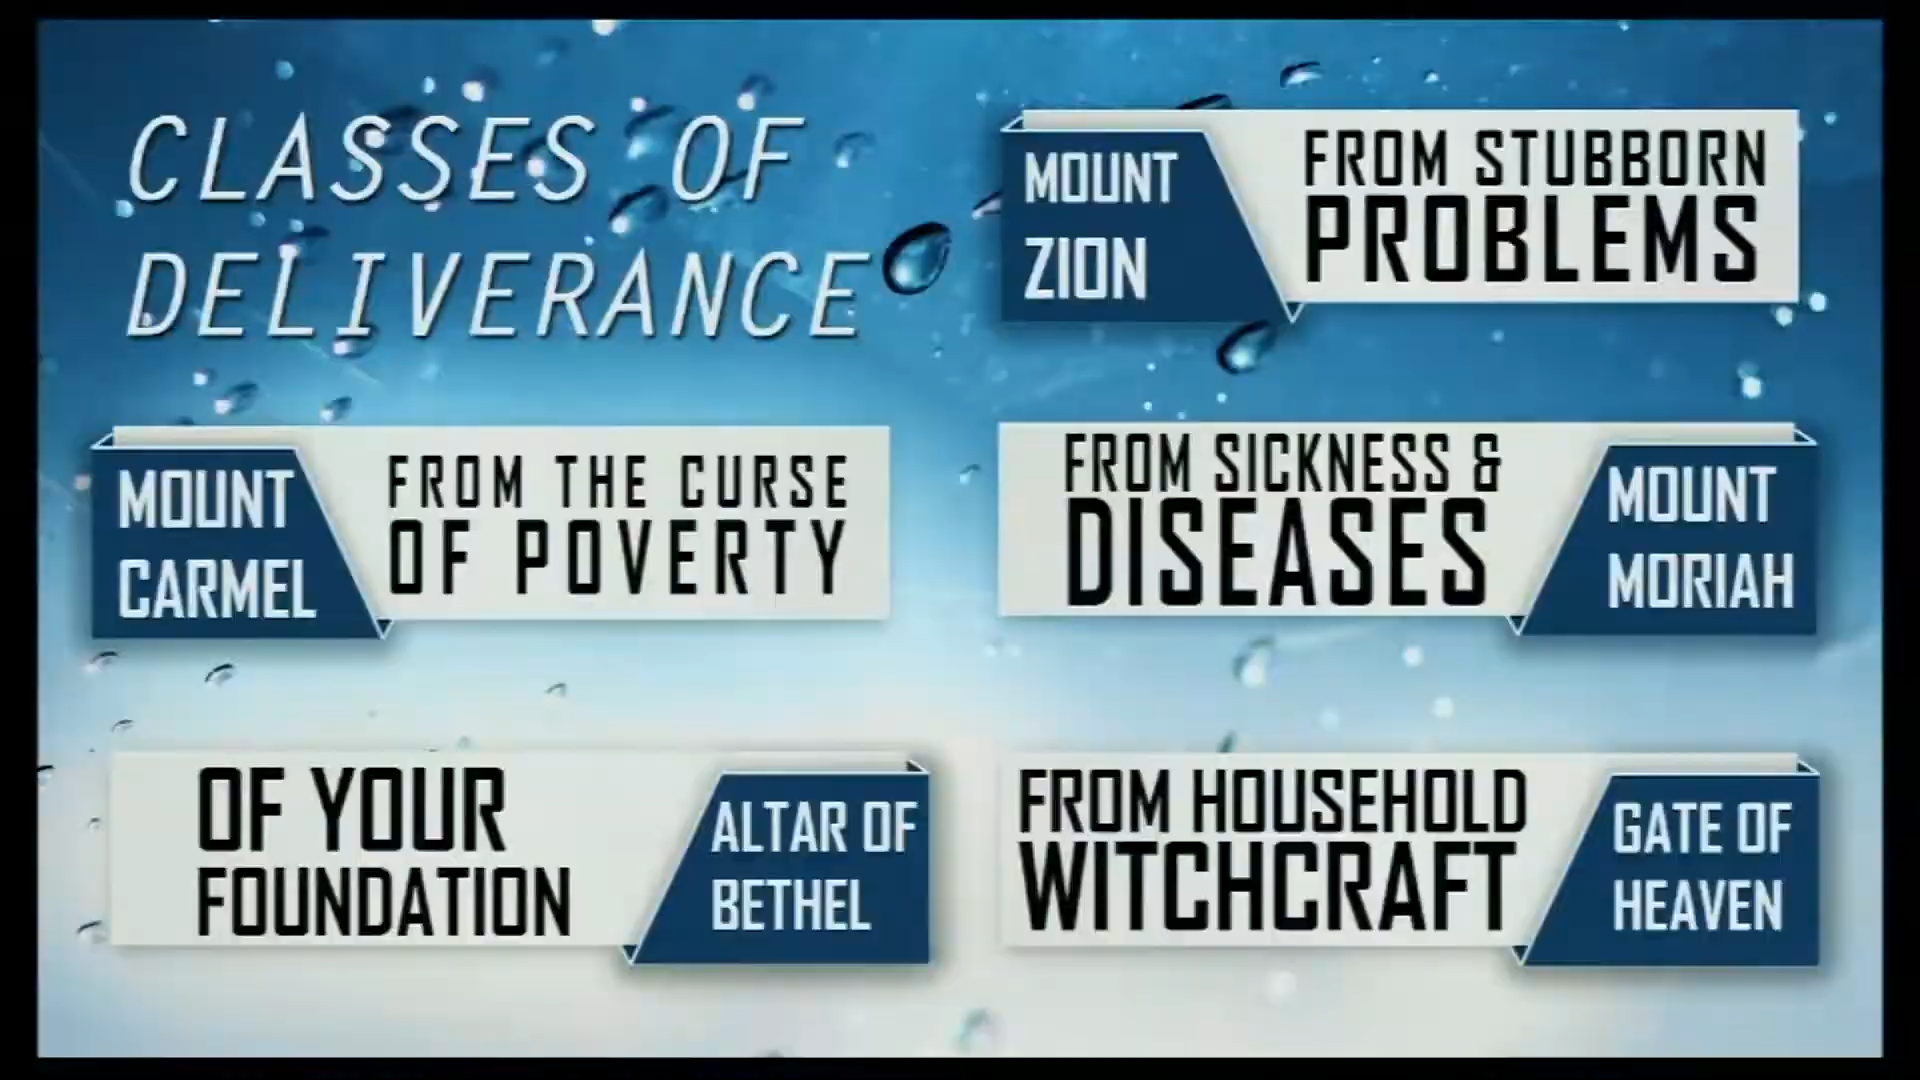 CLASSES OF
DELIVERANCE
MOUNT
ZION
FROM STUBBORN
PROBLEMS
MOUNT
CARMEL
FROM THE CURSE
OF POVERTY
FROM SICKNESS &
DISEASES
MOUNT
MORIAH
OF YOUR
FOUNDATION
ALTAR OF
BETHEL
FROM HOUSEHOLD
WITCHCRAFT
GATE OF
HEAVEN